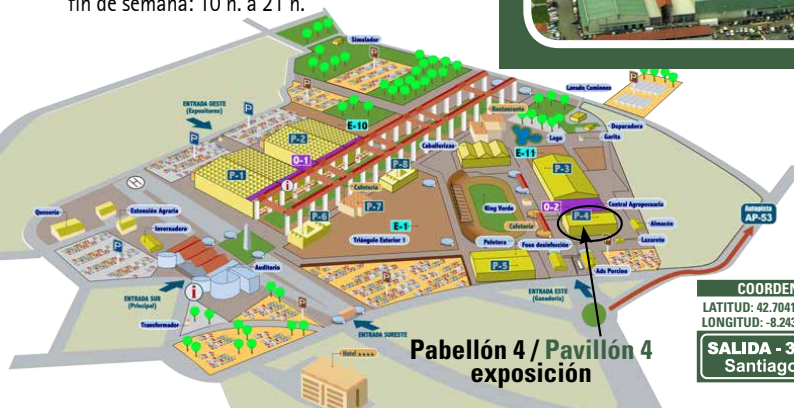 fin de semana: 10 h. a 21 h.
Simulador
P
ENTRADA OESTE
(Expositores)
P
P
P
Lavado Camiones
Restaurante
E-10
P-2
O-1
P-1
Caballerizas
Lago
Depuradora
Garita
E-11
P-3
P-8
i
Cafetería
P-7
P-6
H
Quesería
Extensión Agraria
Invernadero
P
E-1
Triángulo Exterior 1
Ring Verde
O-2
Central Agropecuaria
P-4
Cafetería
Almacén
Lazareto
Foso desinfección
P-5
Ads Porcino
Autopista
AP-53
Auditorio
ENTRADA SUR
(Principal)
i
P
ENTRADA ESTE
(Ganadería)
Transformador
ENTRADA SURESTE
Hotel ★★★★
Pabellón 4 / Pavillón 4
exposición
COORDEN
LATITUD: 42.7041
LONGITUD: -8.243
SALIDA - 3
Santiago